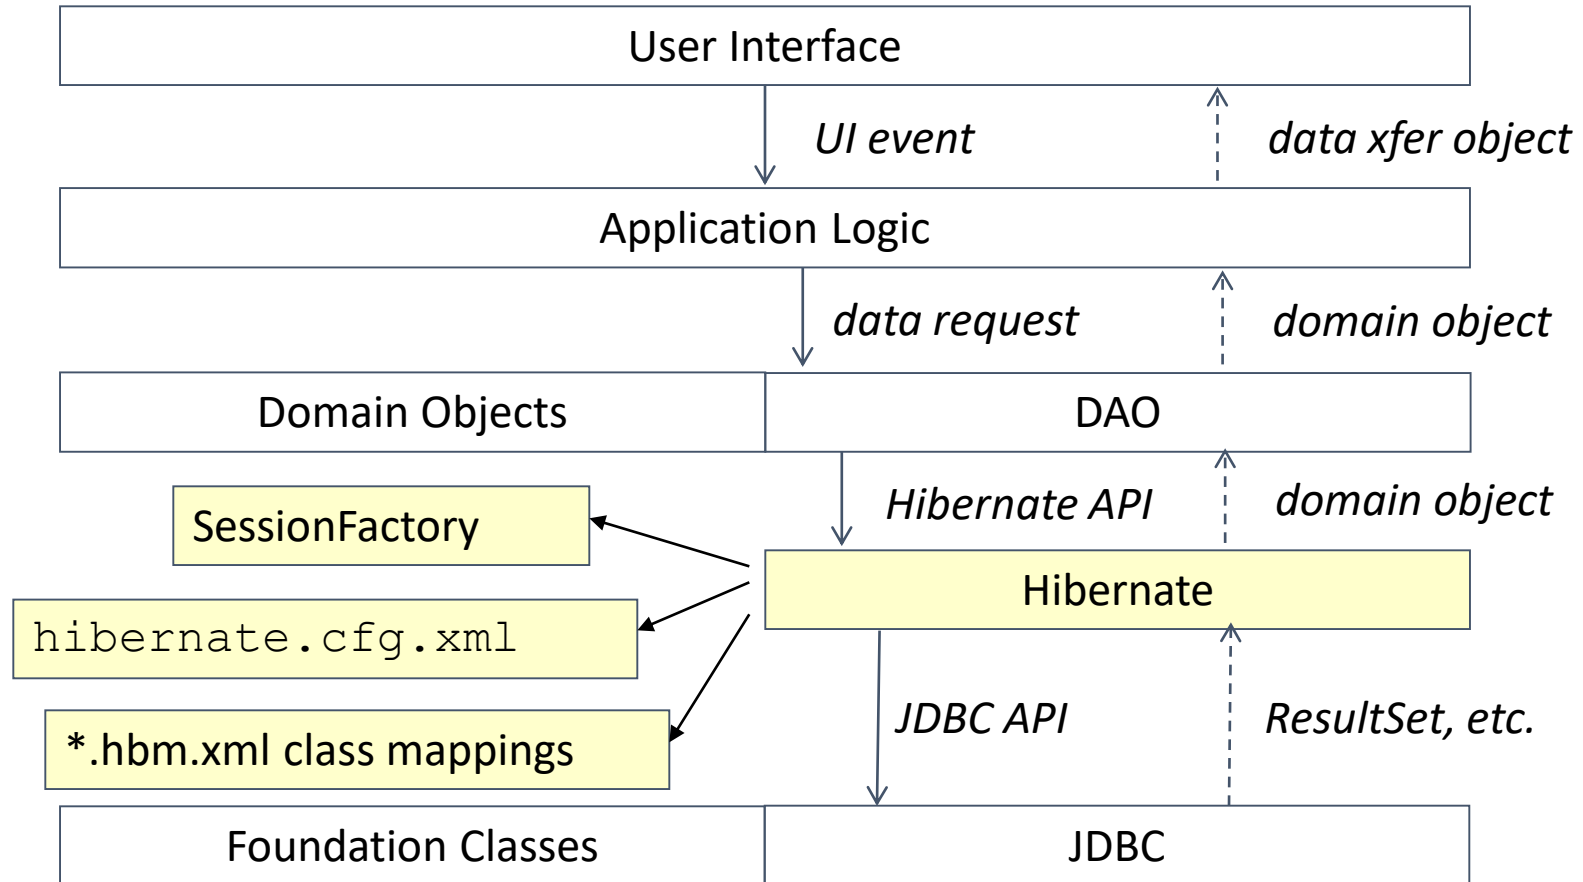 User Interface
UI event
data xfer object
Application Logic
data request
domain object
Domain Objects
DAO
Hibernate API
domain object
SessionFactory
Hibernate
hibernate.cfg.xml
JDBC API
ResultSet, etc.
*.hbm.xml class mappings
Foundation Classes
JDBC